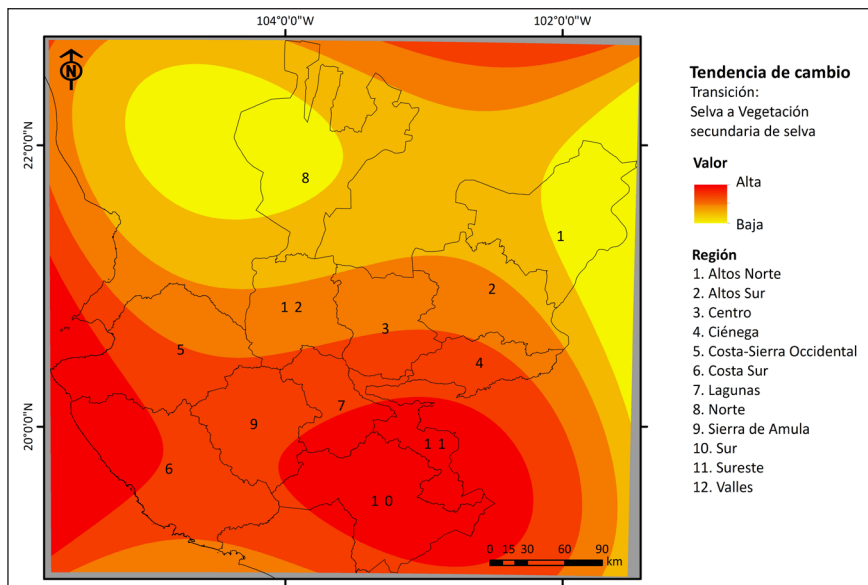 104°0'0"W
102°0'0"W
N
22°0'0"N
20°0'0"N
8
1
2
1 2
3
5
4
7
9
1 1
6
1 0
0 15 30 60 90
km
Tendencia de cambio
Transición:
Selva a Vegetación
secundaria de selva
Valor
Alta
Baja
Región
1. Altos Norte
2. Altos Sur
3. Centro
4. Ciénega
5. Costa-Sierra Occidental
6. Costa Sur
7. Lagunas
8. Norte
9. Sierra de Amula
10. Sur
11. Sureste
12. Valles